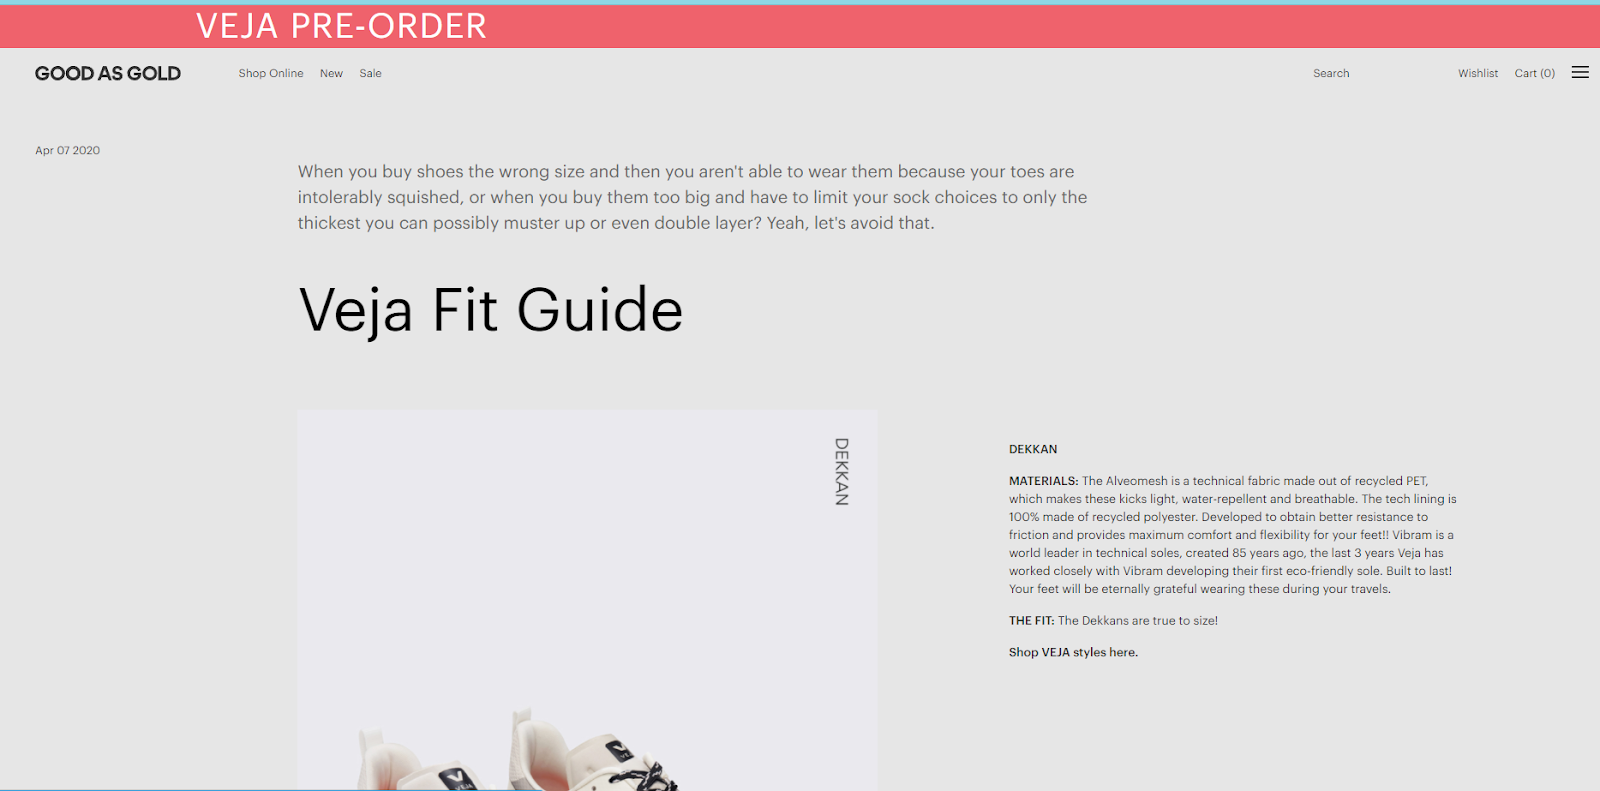 VEJA PRE-ORDER
GOOD AS GOLD
Shop Online New Sale
Search
Wishlist Cart (0)
Apr 07 2020
When you buy shoes the wrong size and then you aren't able to wear them because your toes are
intolerably squished, or when you buy them too big and have to limit your sock choices to only the
thickest you can possibly muster up or even double layer? Yeah, let's avoid that.
Veja Fit Guide
DEKKAN
DEKKAN
MATERIALS: The Alveomesh is a technical fabric made out of recycled PET,
which makes these kicks light, water-repellent and breathable. The tech lining is
100% made of recycled polyester. Developed to obtain better resistance to
friction and provides maximum comfort and flexibility for your feet!! Vibram is a
world leader in technical soles, created 85 years ago, the last 3 years Veja has
worked closely with Vibram developing their first eco-friendly sole. Built to last!
Your feet will be eternally grateful wearing these during your travels.
THE FIT: The Dekkans are true to size!
Shop VEJA styles here.
V
VEJA
V
VEJA